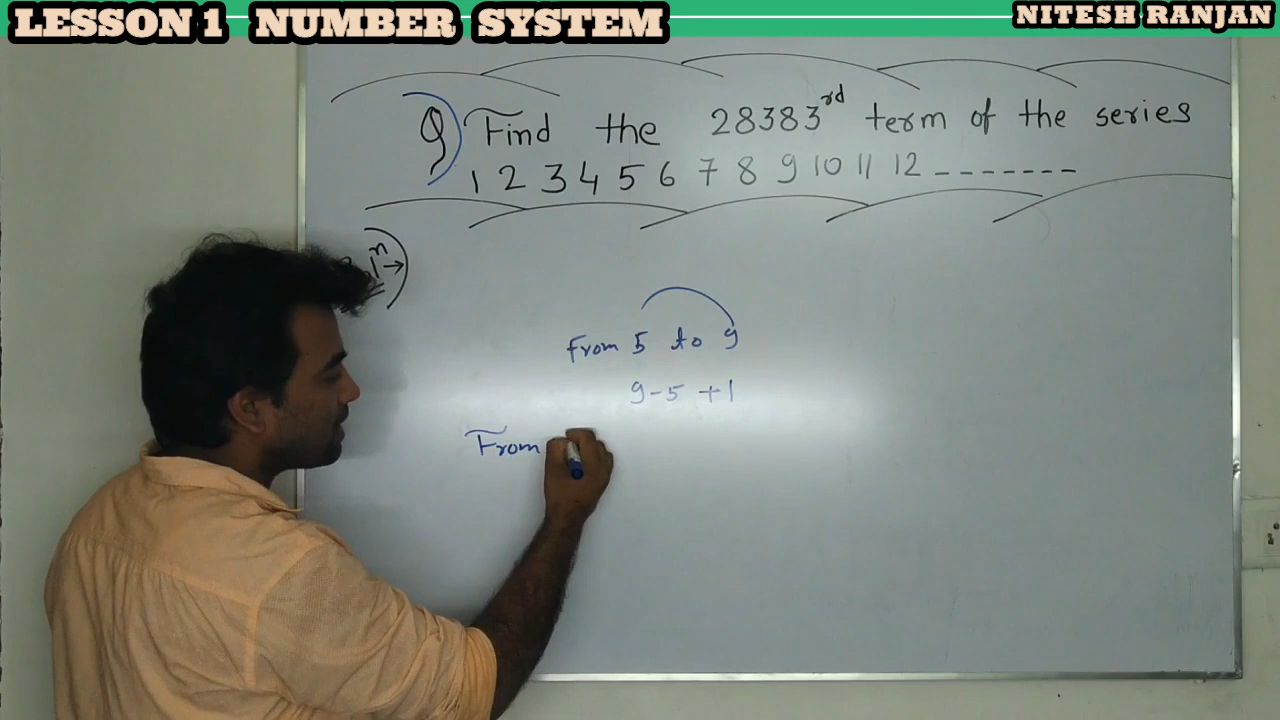 LESSON 1 NUMBER SYSTEM
NITESH RANJAN
Q) Find the 28383rd term of the series
1 2 3 4 5 6 7 8 9 10 11 12 -------
From 5 to 9
9-5 +1
From